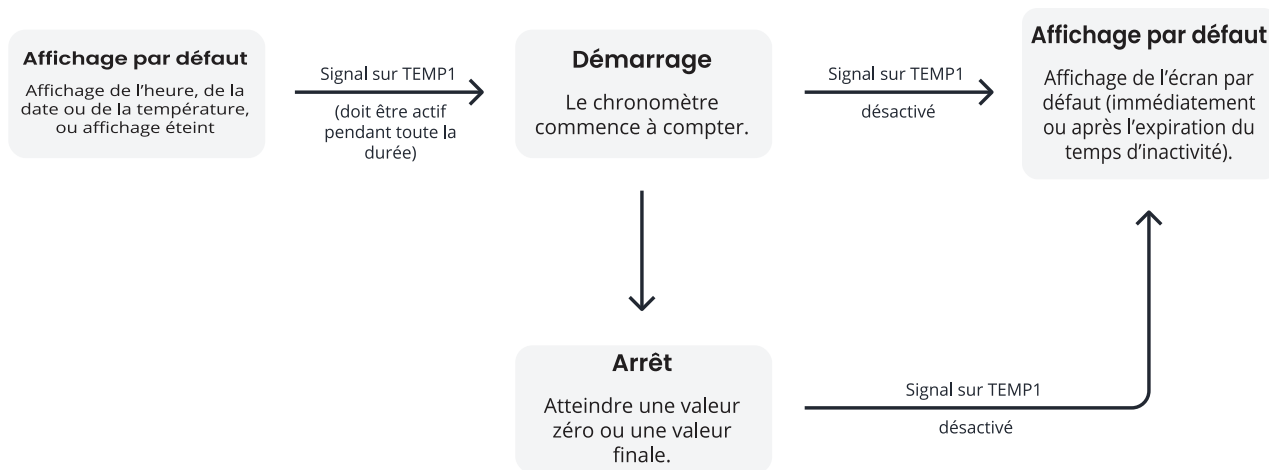 Affichage par défaut
Affichage de l'heure, de la
date ou de la température,
ou affichage éteint
Signal sur TEMP1
(doit être actif
pendant toute la
durée)
Démarrage
Le chronomètre
commence à compter.
Signal sur TEMP1
désactivé
Affichage par défaut
Affichage de l’écran par
défaut (immédiatement
ou après l’expiration du
temps d’inactivité).
Arrêt
Atteindre une valeur
zéro ou une valeur
finale.
Signal sur TEMP1
désactivé